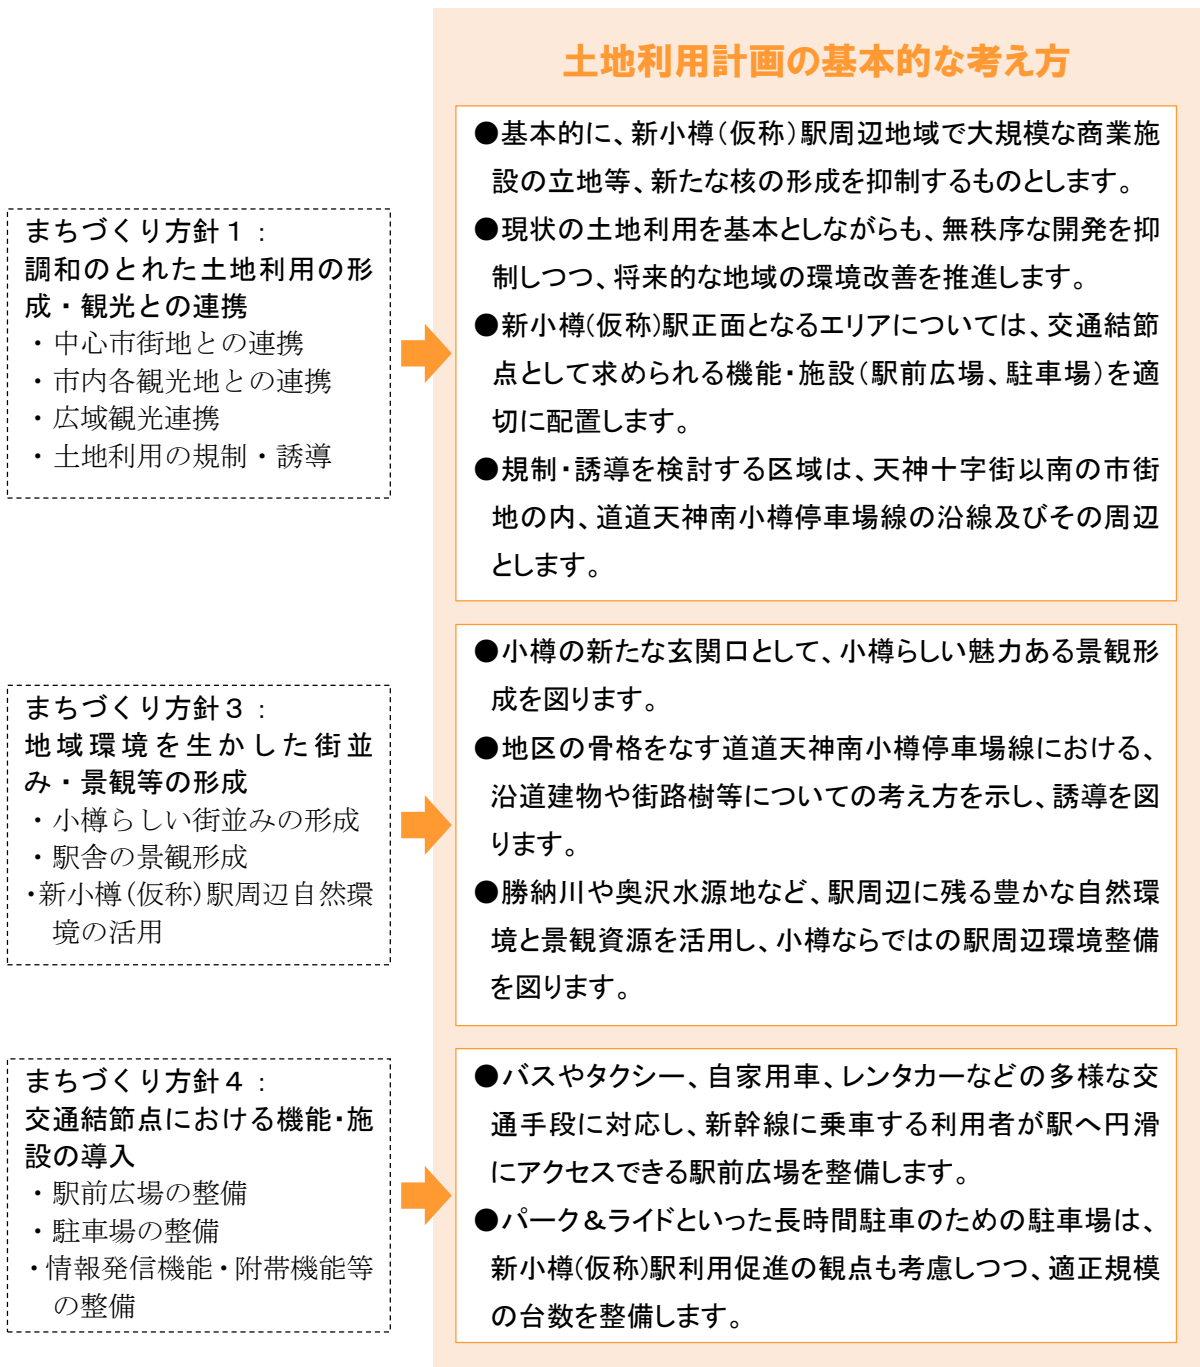 土地利用計画の基本的な考え方
まちづくり方針１：
調和のとれた土地利用の形
成・観光との連携
・中心市街地との連携
・市内各観光地との連携
・広域観光連携
・土地利用の規制・誘導
●基本的に、新小樽（仮称）駅周辺地域で大規模な商業施
設の立地等、新たな核の形成を抑制するものとします。
●現状の土地利用を基本としながらも、無秩序な開発を抑
制しつつ、将来的な地域の環境改善を推進します。
●新小樽(仮称)駅正面となるエリアについては、交通結節
点として求められる機能・施設（駅前広場、駐車場）を適
切に配置します。
●規制・誘導を検討する区域は、天神十字街以南の市街
地の内、道道天神南小樽停車場線の沿線及びその周辺
とします。
まちづくり方針３：
地域環境を生かした街並
み・景観等の形成
・小樽らしい街並みの形成
・駅舎の景観形成
・新小樽(仮称)駅周辺自然環
境の活用
●小樽の新たな玄関口として、小樽らしい魅力ある景観形
成を図ります。
●地区の骨格をなす道道天神南小樽停車場線における、
沿道建物や街路樹等についての考え方を示し、誘導を図
ります。
●勝納川や奥沢水源地など、駅周辺に残る豊かな自然環
境と景観資源を活用し、小樽ならではの駅周辺環境整備
を図ります。
まちづくり方針４：
交通結節点における機能・施
設の導入
・駅前広場の整備
・駐車場の整備
・情報発信機能・附帯機能等
の整備
●バスやタクシー、自家用車、レンタカーなどの多様な交
通手段に対応し、新幹線に乗車する利用者が駅へ円滑
にアクセスできる駅前広場を整備します。
●パーク＆ライドといった長時間駐車のための駐車場は、
新小樽(仮称)駅利用促進の観点も考慮しつつ、適正規模
の台数を整備します。